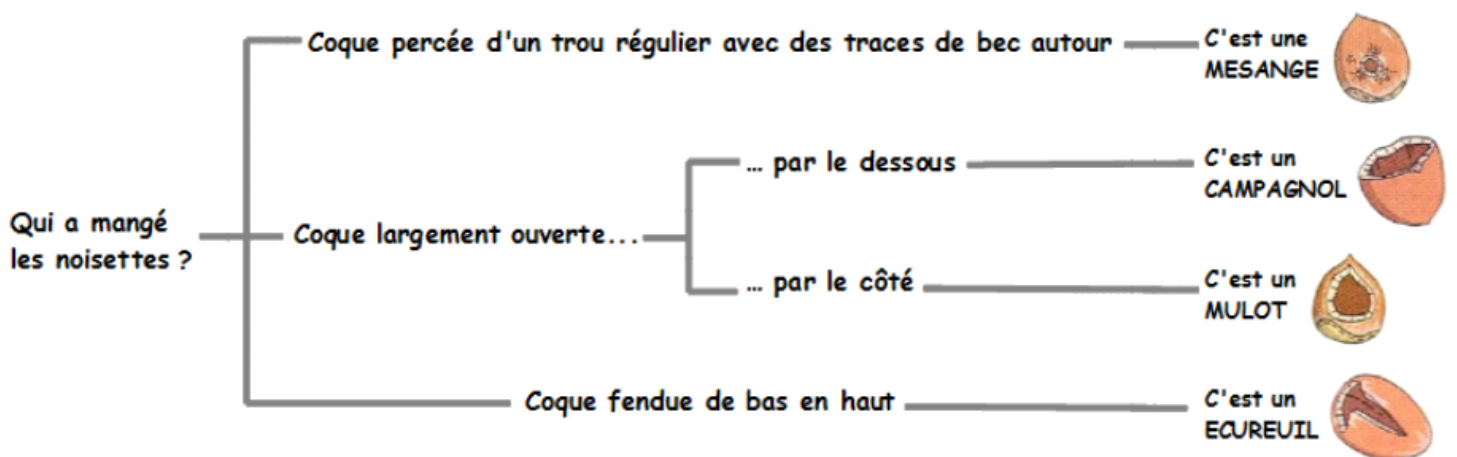 Coque percée d'un trou régulier avec des traces de bec autour
C'est une
MESANGE
... par le dessous
C'est un
CAMPAGNOL
Qui a mangé
les noisettes ?
Coque largement ouverte...
... par le côté
C'est un
MULOT
Coque fendue de bas en haut
C'est un
ECUREUIL